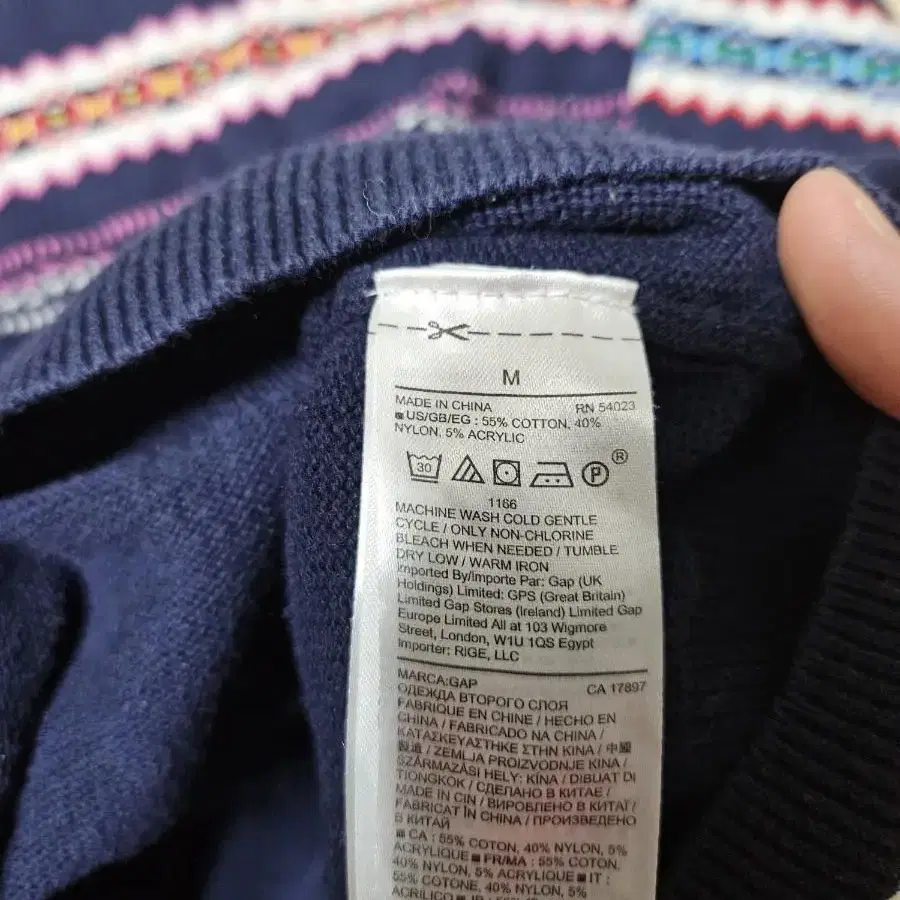 M
MADE IN CHINA RN 54023
US/GB/EG : 55% COTTON, 40%
NYLON, 5% ACRYLIC
30 P ®
1166
MACHINE WASH COLD GENTLE
CYCLE / ONLY NON-CHLORINE
BLEACH WHEN NEEDED / TUMBLE
DRY LOW / WARM IRON
Imported By/Importe Par: Gap (UK
Holdings) Limited: GPS (Great Britain)
Limited Gap Stores (Ireland) Limited Gap
Europe Limited All at 103 Wigmore
Street, London, W1U 1QS Egypt
Importer: RIGE, LLC
MARCA:GAP CA 17897
ОДЕЖДА ВТОРОГО СЛОЯ
FABRIQUE EN CHINE / HECHO EN
CHINA / FABRICADO NA CHINA /
ΚΑΤΑΣΚΕΥΑΣΤΗΚΕ ΣΤΗΝ ΚΙΝΑ / 中國
製造 / ZEMLJA PROIZVODNJE KINA /
SZÁRMAZÁSI HELY: KÍNA / DIBUAT DI
TIONGKOK / СДЕЛАНО В КИТАЕ /
MADE IN CIN / ВИРОБЛЕНО В КИТАЇ /
FABRICAT ÎN CHINA / ПРОИЗВЕДЕНО
В КИТАЙ
CA : 55% COTON, 40% NYLON, 5%
ACRYLIQUE FR/MA : 55% COTON,
40% NYLON, 5% ACRYLIQUE IT :
55% COTONE, 40% NYLON, 5%
ACRILICO